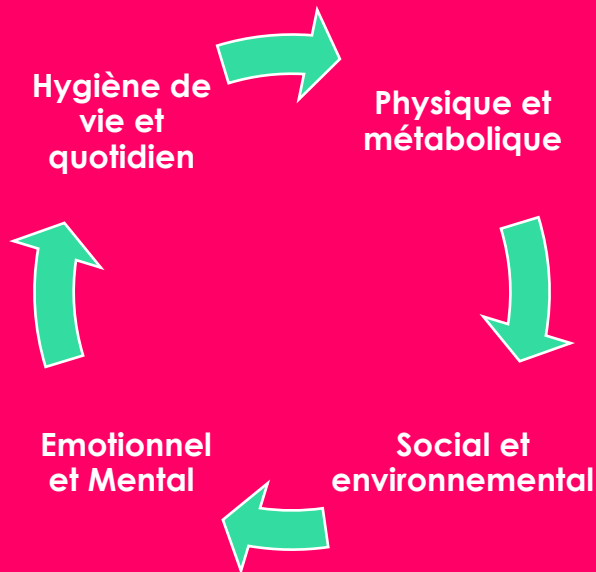 Hygiène de
vie et
quotidien
Physique et
métabolique
Emotionnel
et Mental
Social et
environnemental